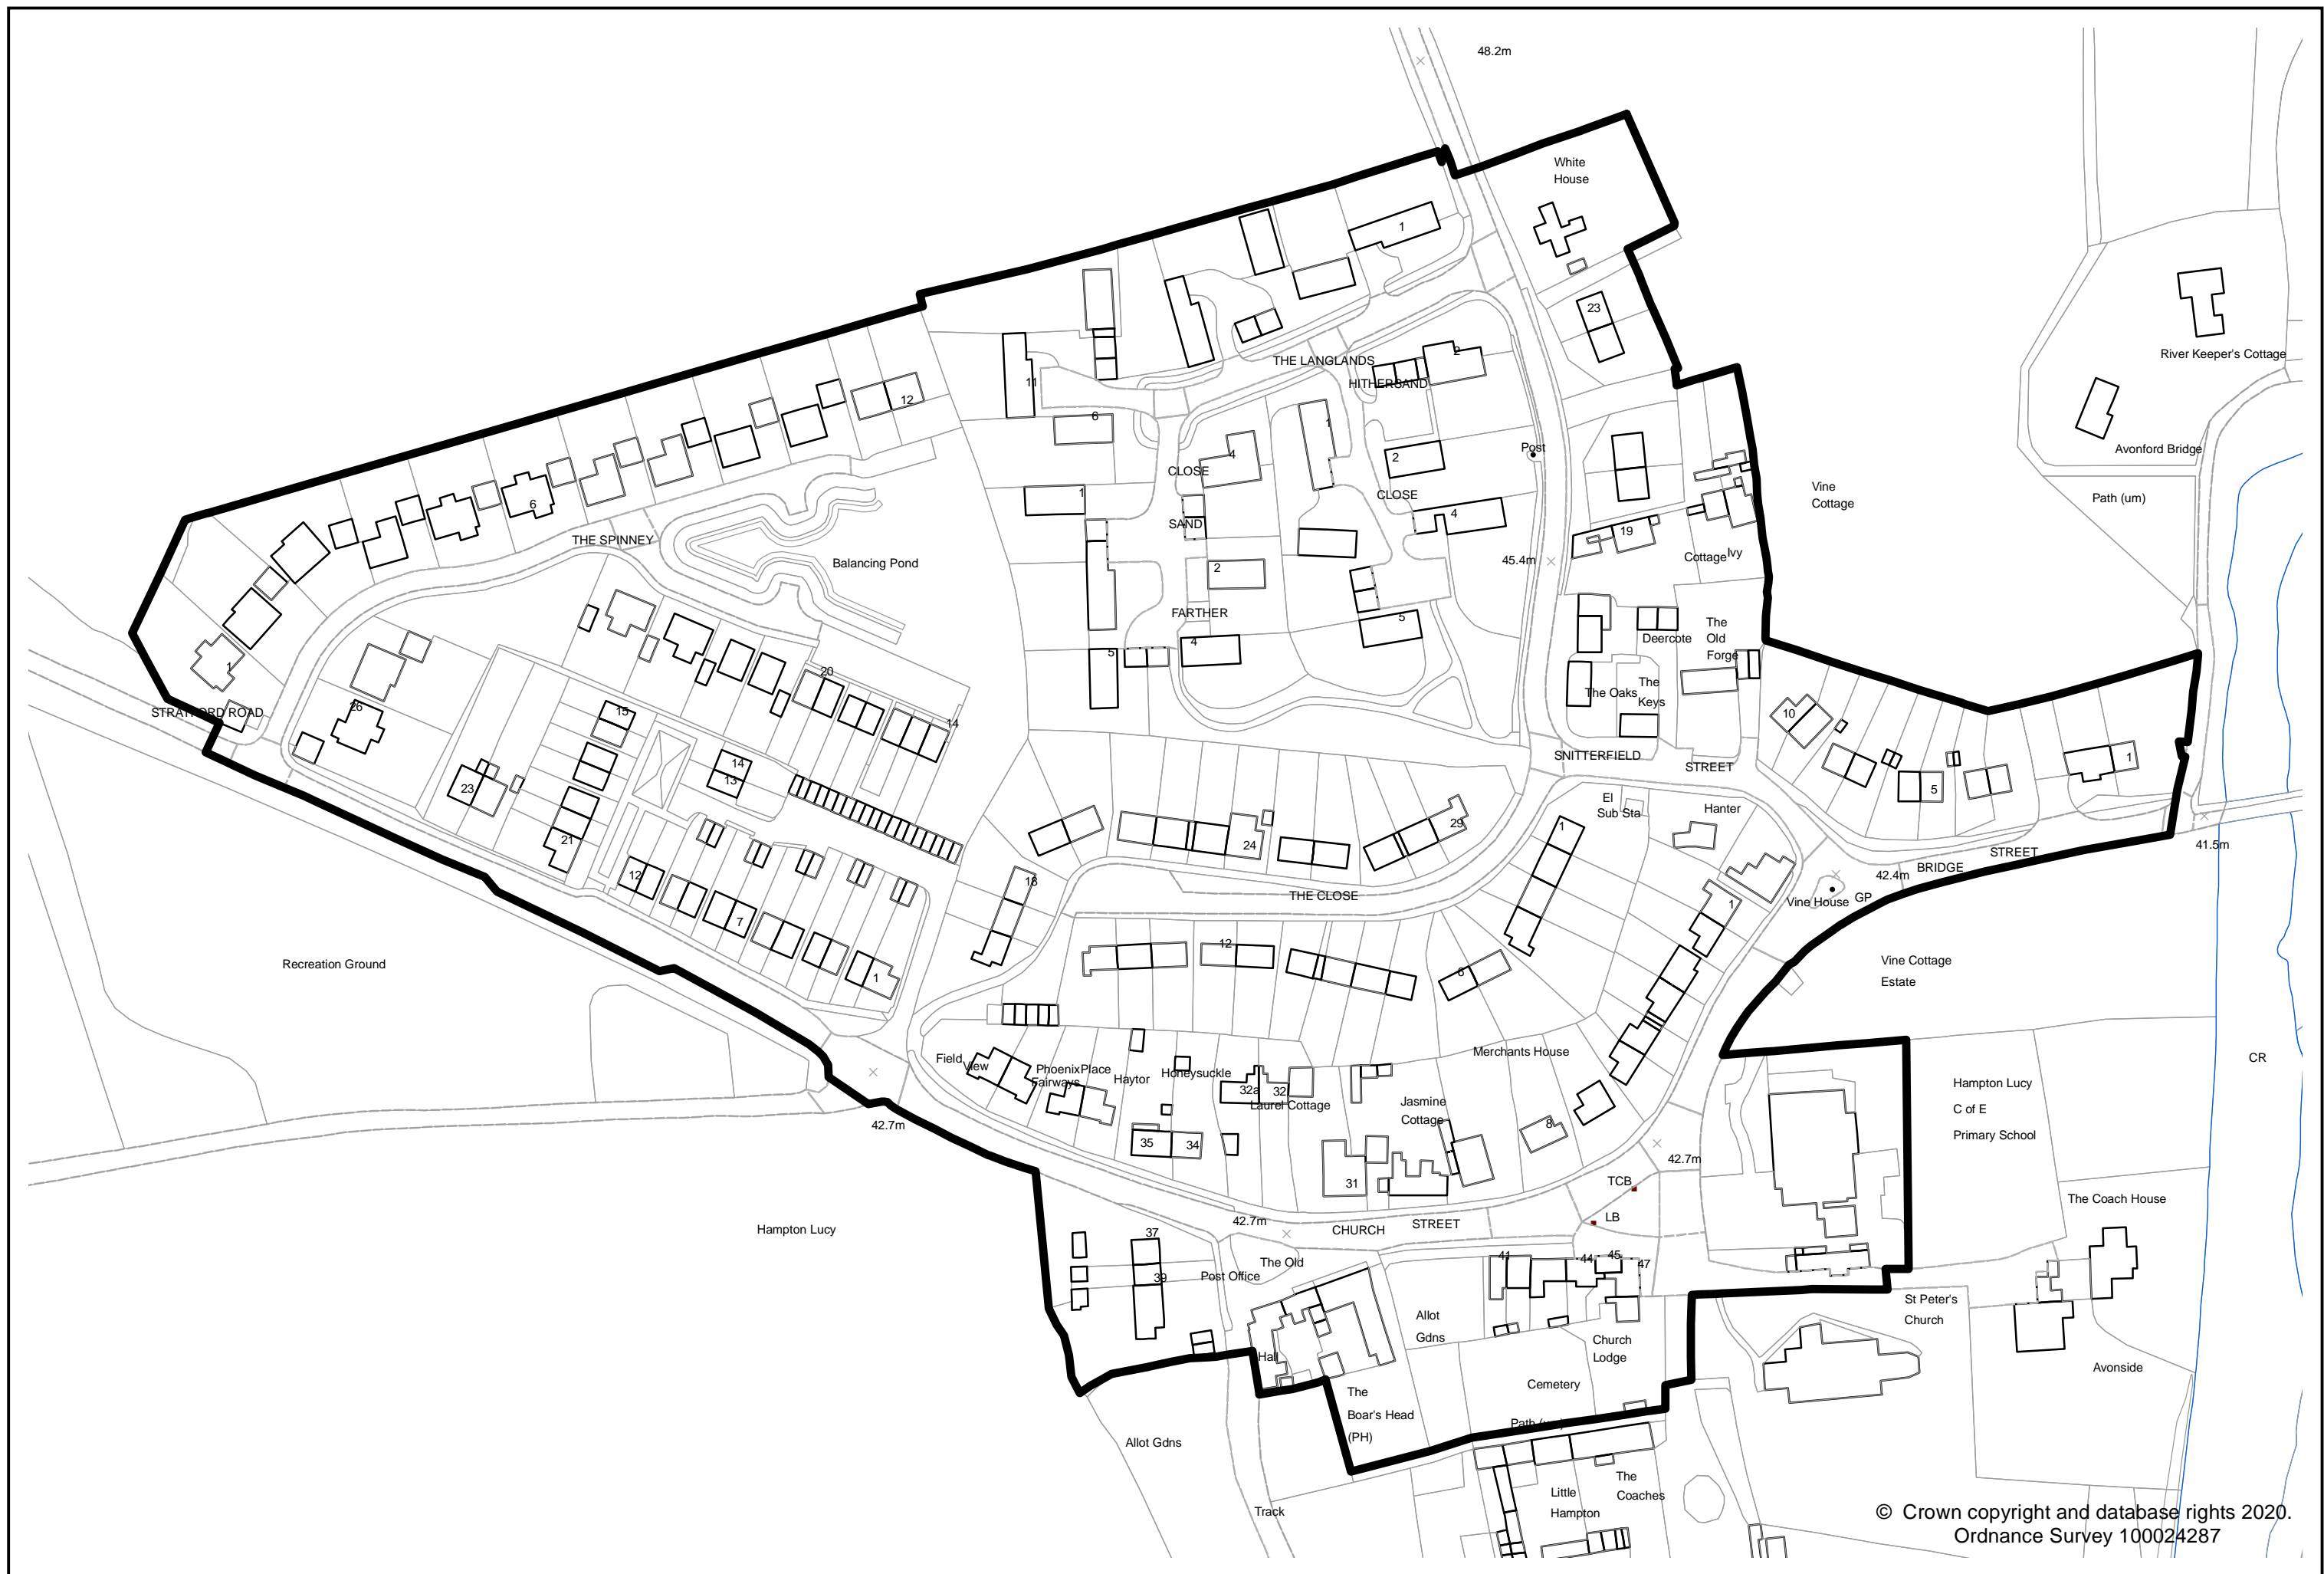 48.2m
White
House
1
23
THE LANGLANDS
2
HITHERSAND
River Keeper's Cottage
11
12
6
1
Post
Avonford Bridge
4
2
CLOSE
1
CLOSE
Vine
Cottage
Path (um)
6
4
SAND
19
THE SPINNEY
Cottage
Ivy
45.4m
Balancing Pond
2
FARTHER
5
Deercote
The
Old
Forge
4
5
1
20
The Oaks
The
Keys
26
STRATFORD ROAD
15
14
10
SNITTERFIELD
STREET
1
14
13
23
5
El
Sub Sta
Hanter
29
1
21
24
41.5m
STREET
BRIDGE
12
18
42.4m
THE CLOSE
Vine House
GP
1
7
12
Recreation Ground
1
6
Vine Cottage
Estate
Field
View
Phoenix
Place
Fairways
Haytor
Honeysuckle
Merchants House
CR
32a
32
Laurel Cottage
Jasmine
Cottage
Hampton Lucy
C of E
Primary School
42.7m
8
35
34
42.7m
31
TCB
The Coach House
42.7m
LB
Hampton Lucy
CHURCH
STREET
37
The Old
41
44
45
47
39
Post Office
St Peter's
Church
Allot
Gdns
Church
Lodge
Hall
Avonside
The
Boar's Head
(PH)
Cemetery
Path (um)
Allot Gdns
The
Coaches
Little
Hampton
Track
© Crown copyright and database rights 2020.
Ordnance Survey 100024287